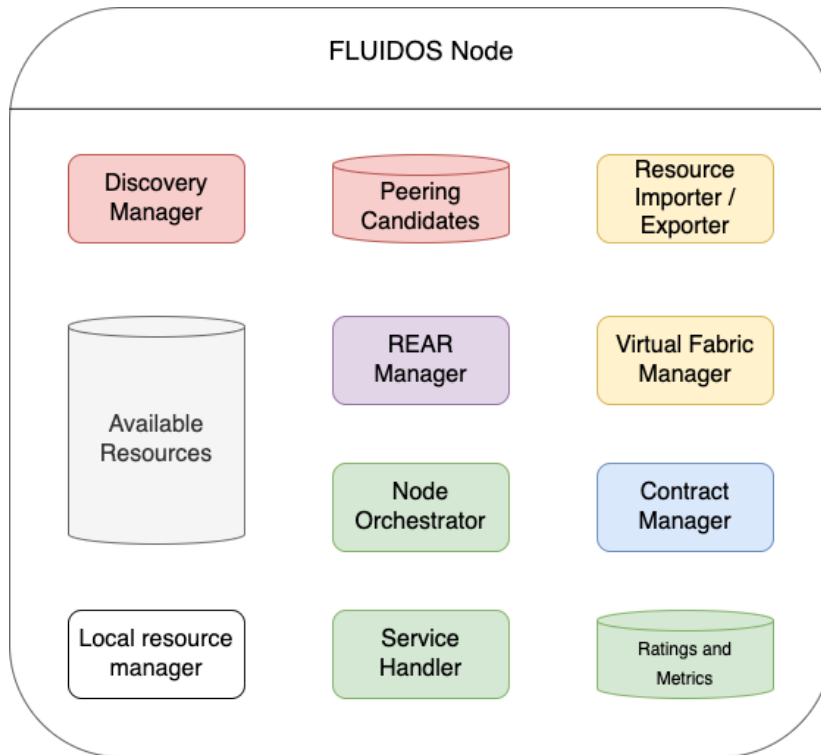 FLUIDOS Node
Discovery
Manager
Peering
Candidates
Resource
Importer /
Exporter
Available
Resources
REAR
Manager
Virtual Fabric
Manager
Node
Orchestrator
Contract
Manager
Local resource
manager
Service
Handler
Ratings and
Metrics